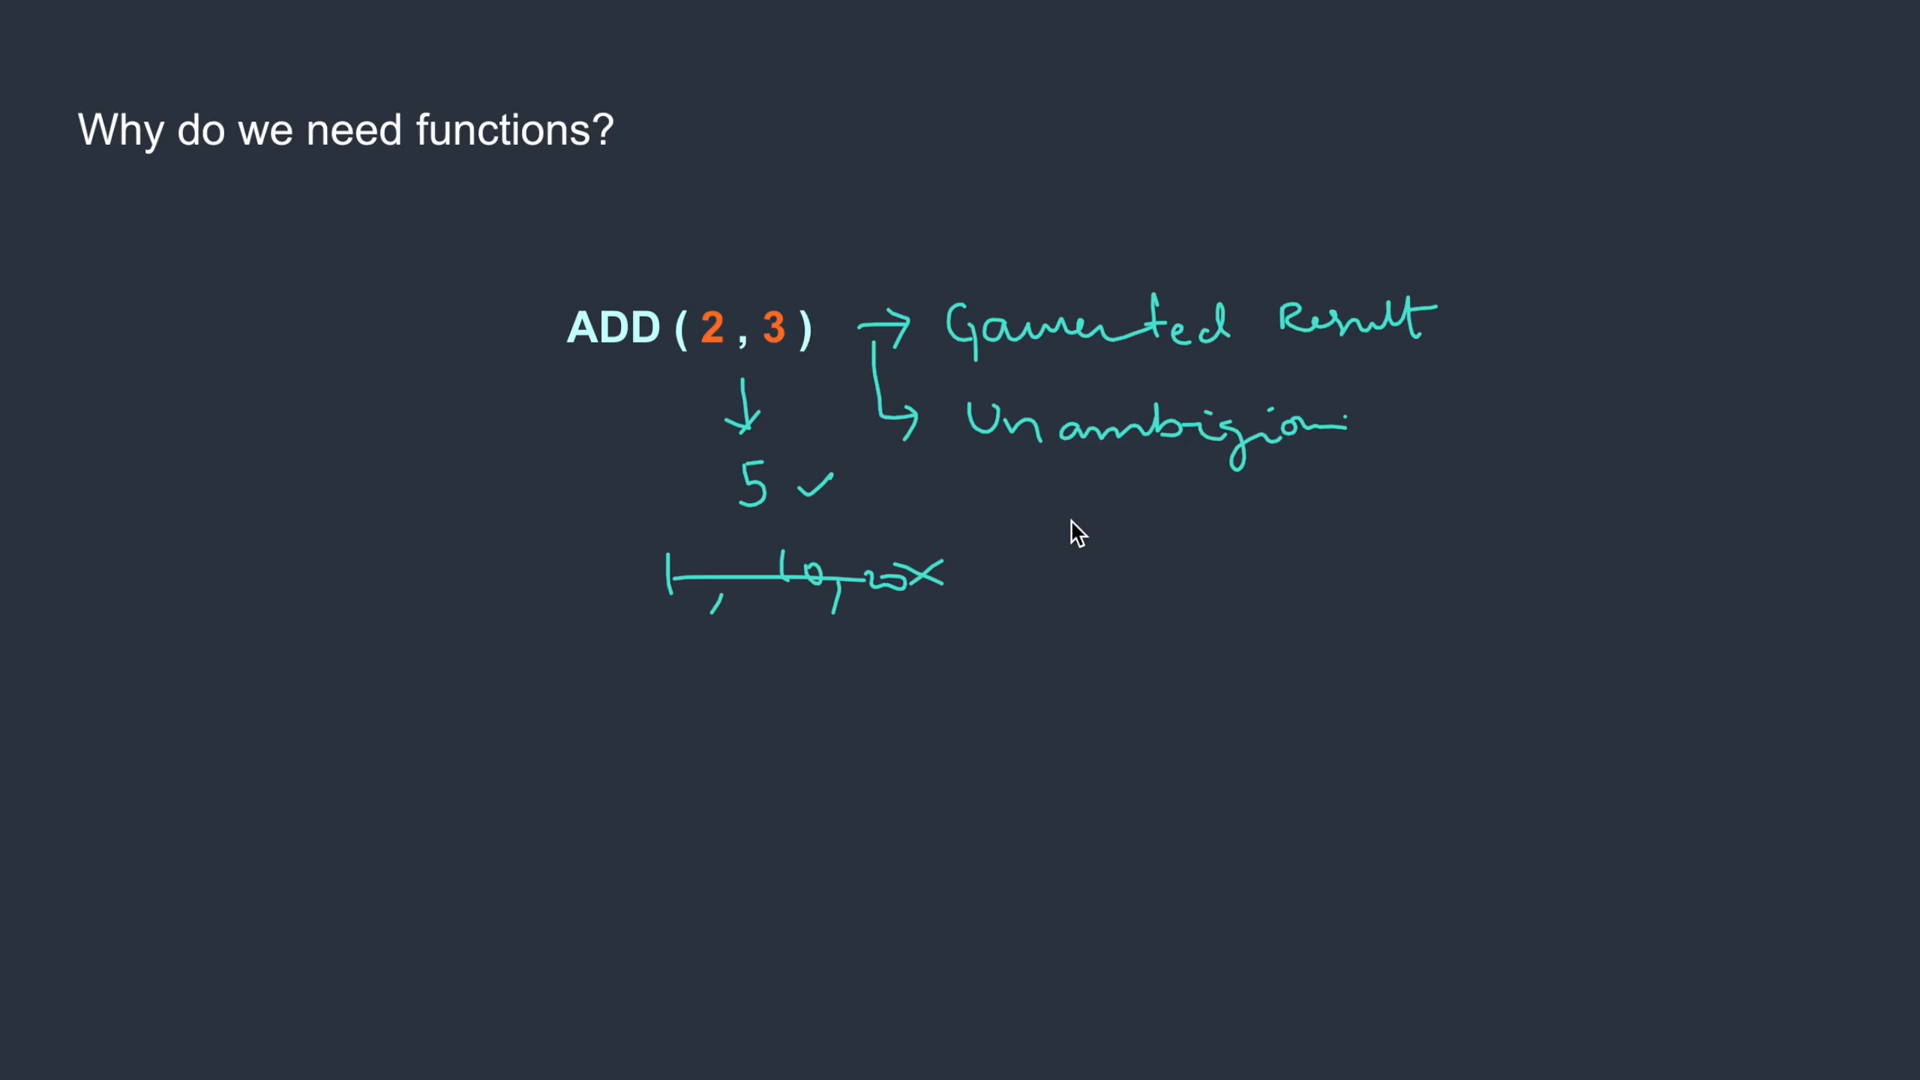 Why do we need functions?
ADD ( 2 , 3 ) → Gaurented Result
↳ Unambigious
↓
5 ✓
1, 10, 20 X